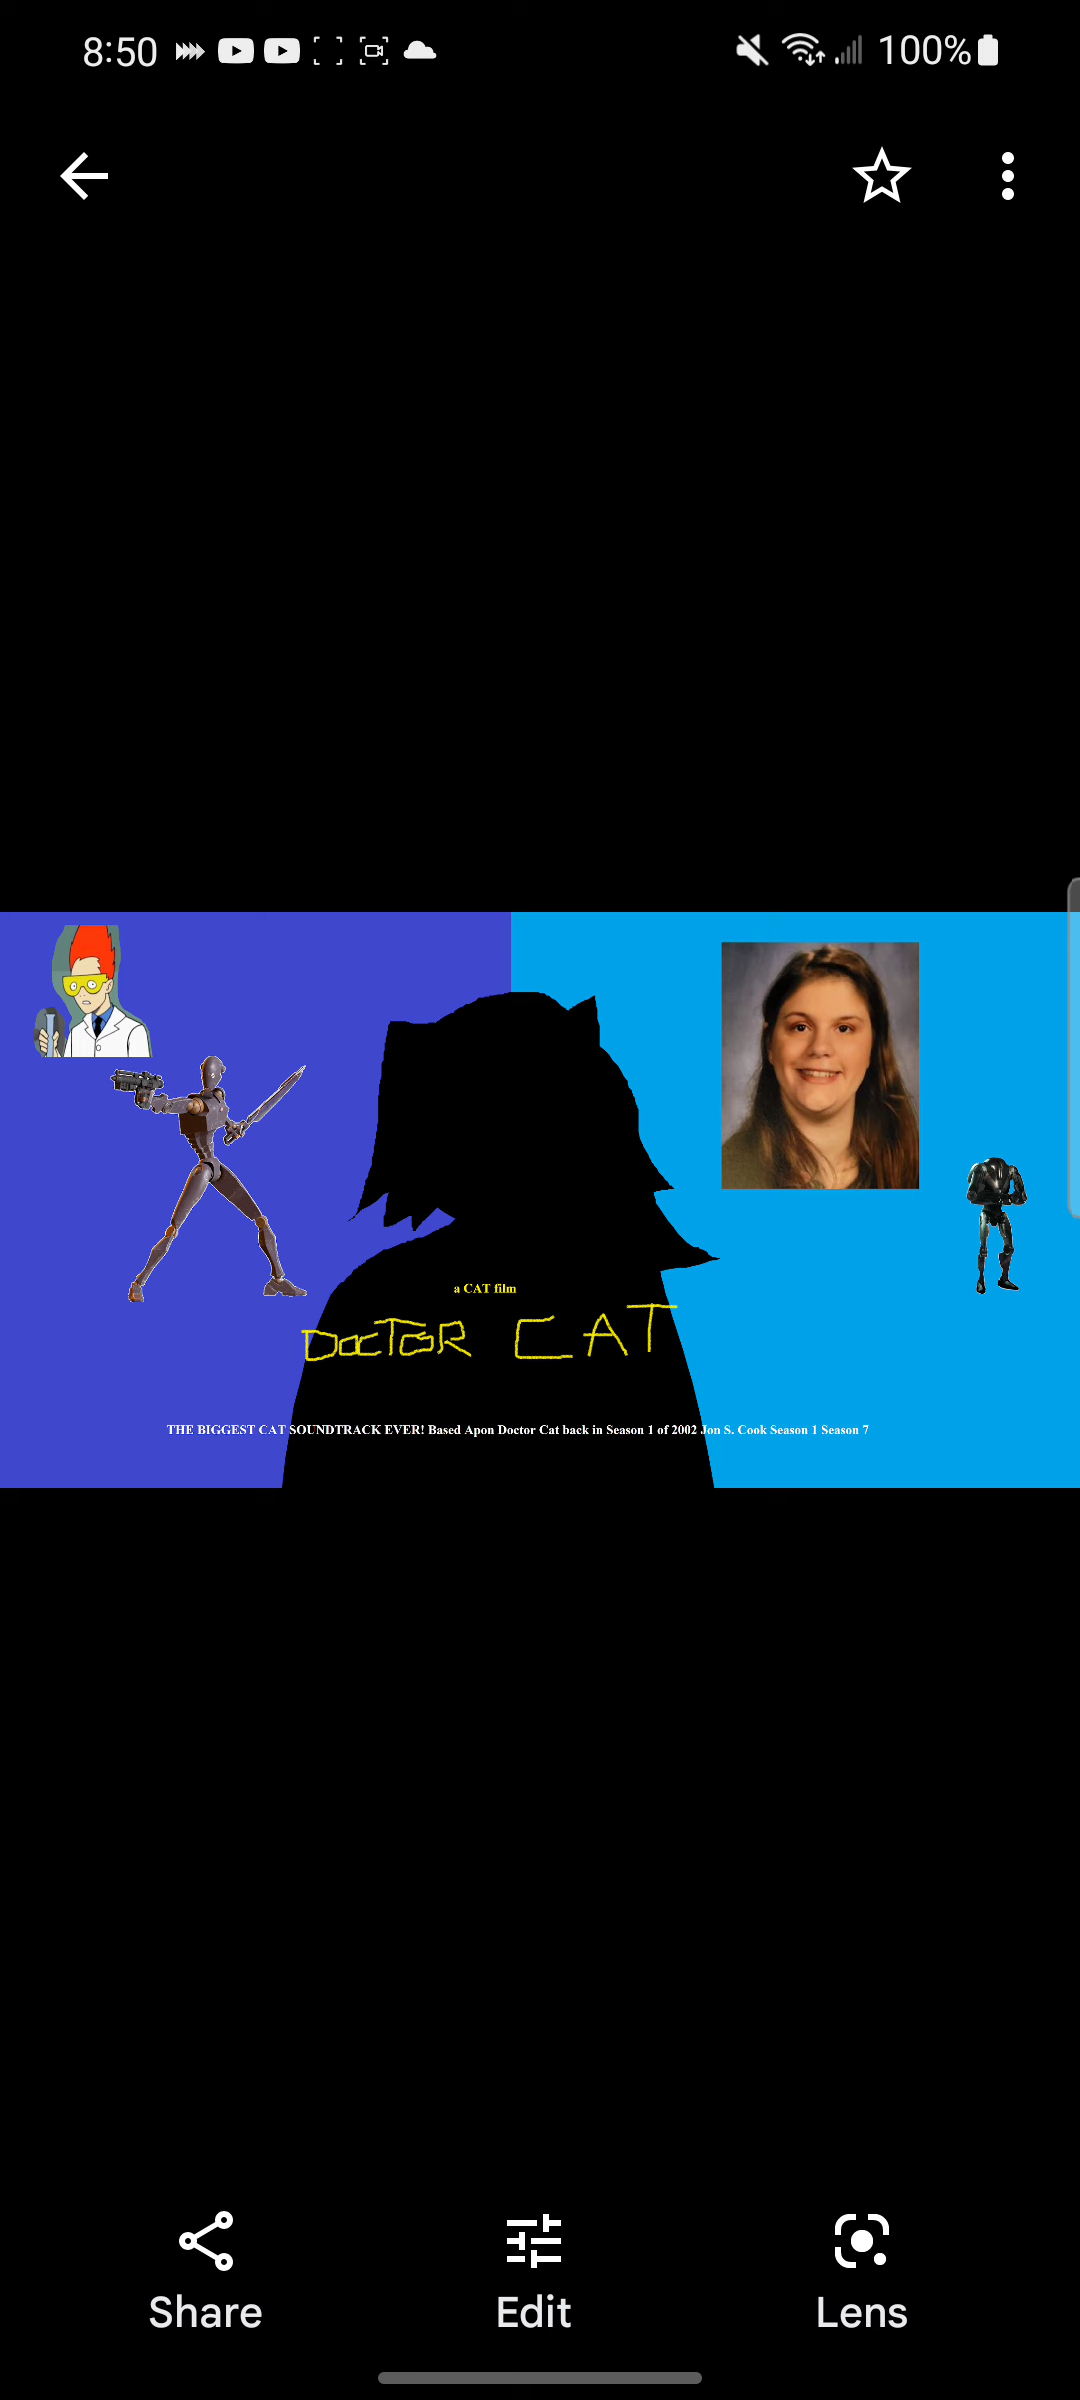 8:50
100%
a CAT film
DOCTOR CAT
THE BIGGEST CAT SOUNDTRACK EVER! Based Apon Doctor Cat back in Season 1 of 2002 Jon S. Cook Season 1 Season 7
Share Edit Lens